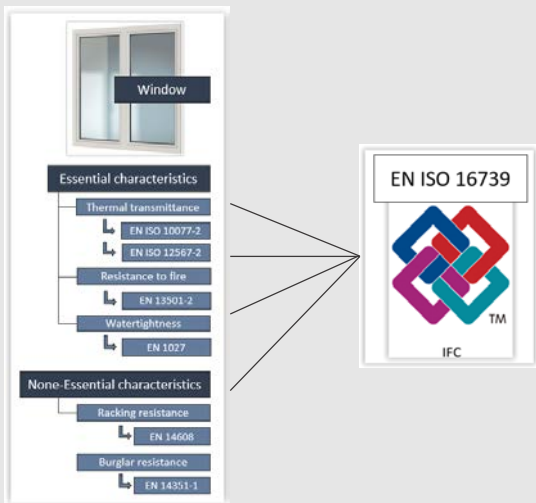 Window
Essential characteristics
Thermal transmittance
EN ISO 10077-2
EN ISO 12567-2
Resistance to fire
EN 13501-2
Watertightness
EN 1027
None-Essential characteristics
Racking resistance
EN 14608
Burglar resistance
EN 14351-1
EN ISO 16739
TM
IFC